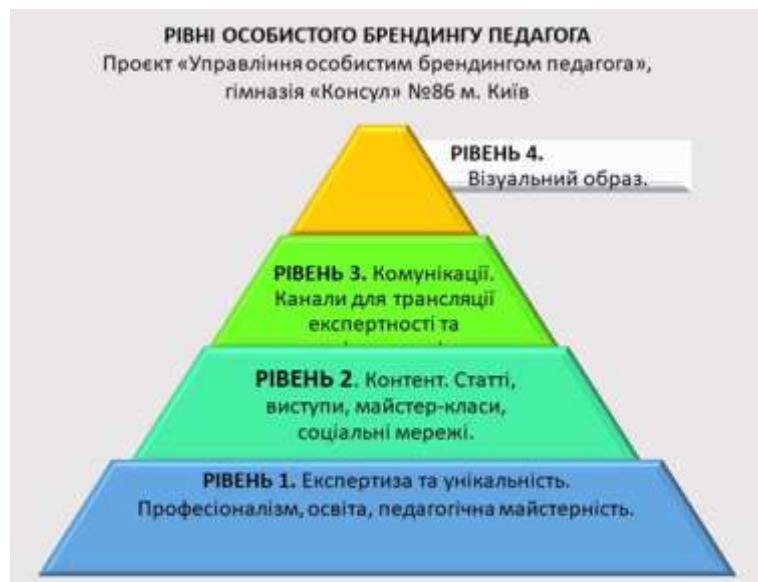 РІВНІ ОСОБИСТОГО БРЕНДИНГУ ПЕДАГОГА
Проєкт «Управління особистим брендингом педагога»,
гімназія «Консул» №86 м. Київ
РІВЕНЬ 4.
Візуальний образ.
РІВЕНЬ 3. Комунікації.
Канали для трансляції
експертності та
РІВЕНЬ 2. Контент. Статті,
виступи, майстер-класи,
соціальні мережі.
РІВЕНЬ 1. Експертиза та унікальність.
Професіоналізм, освіта, педагогічна майстерність.